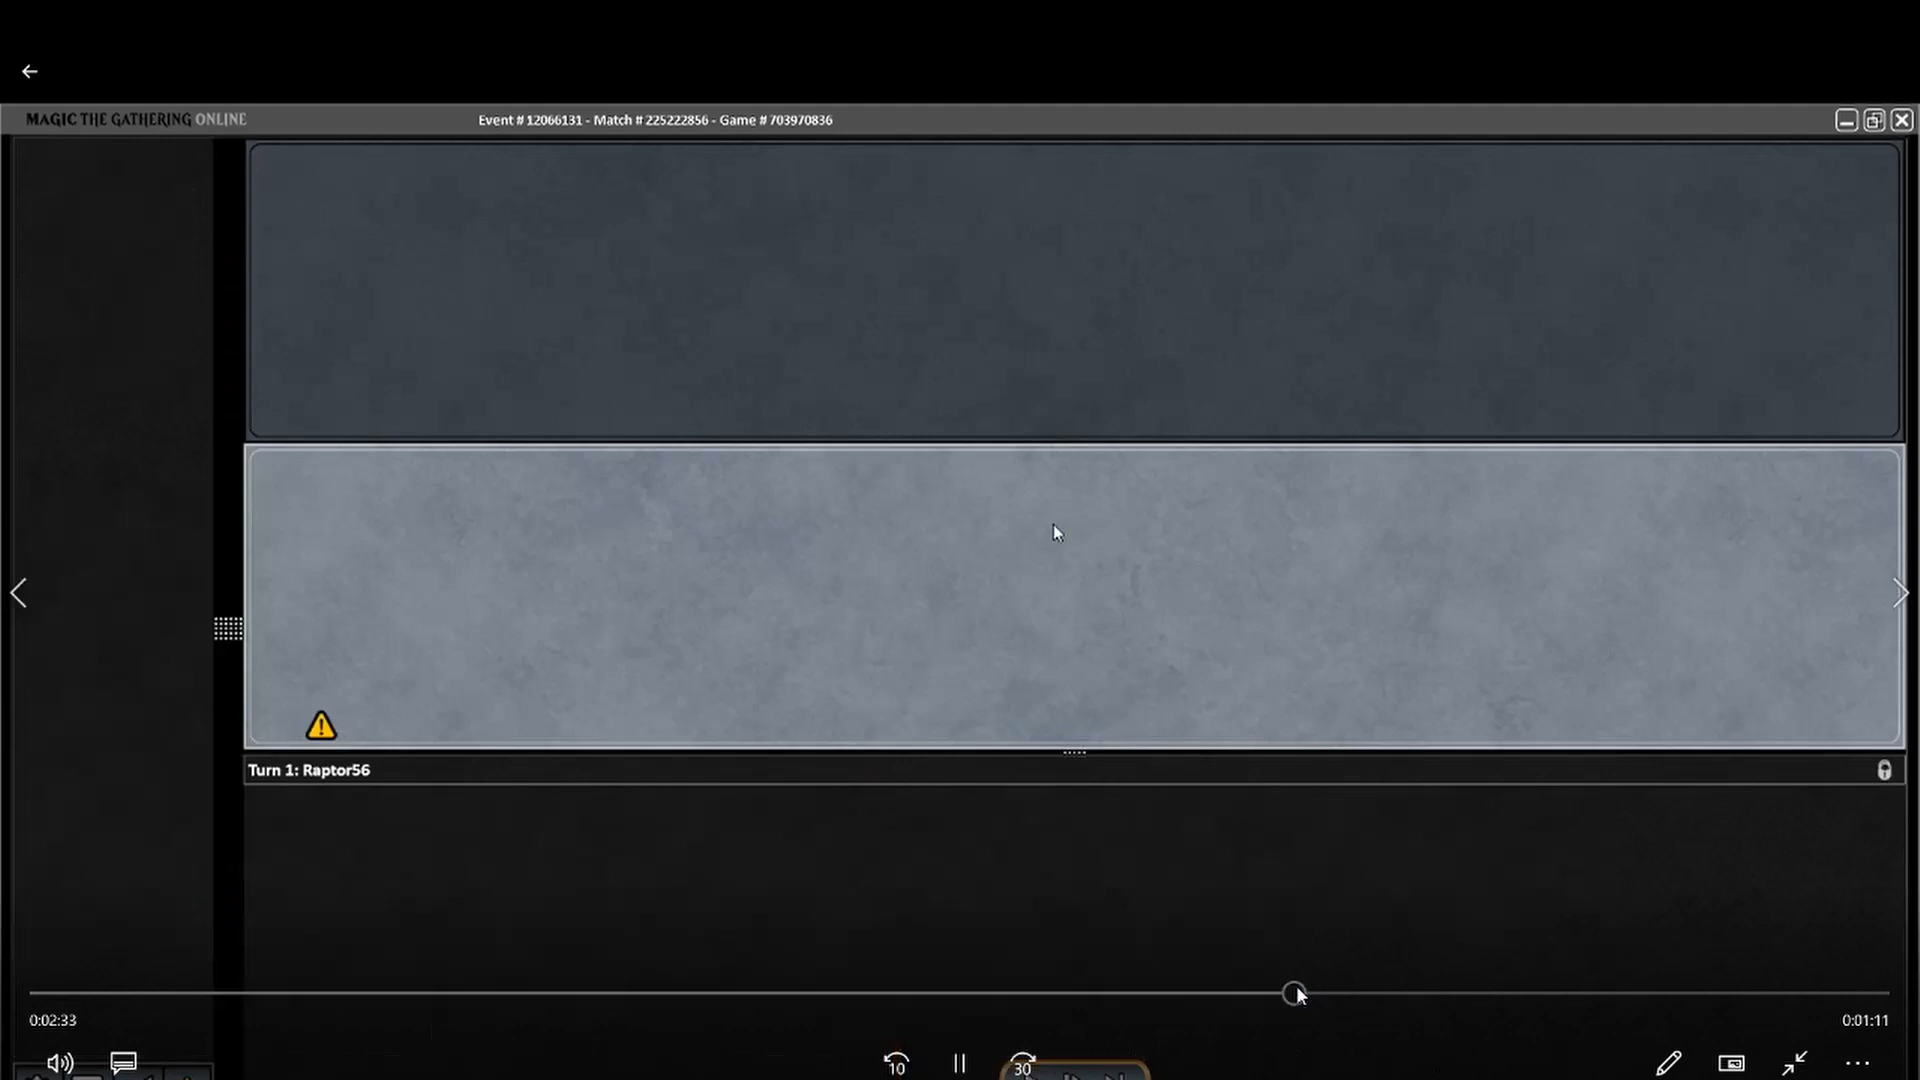 MAGIC THE GATHERING ONLINE
Event # 12066131 - Match # 225222856 - Game # 703970836
Turn 1: Raptor56
0:02:33
0:01:11
10
30